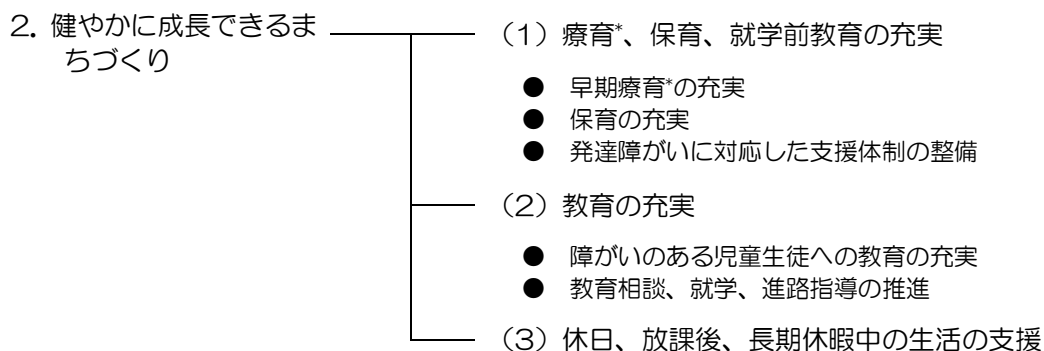 2．健やかに成長できるま
ちづくり
（1）療育*、保育、就学前教育の充実
● 早期療育*の充実
● 保育の充実
● 発達障がいに対応した支援体制の整備
（2）教育の充実
● 障がいのある児童生徒への教育の充実
● 教育相談、就学、進路指導の推進
（3）休日、放課後、長期休暇中の生活の支援